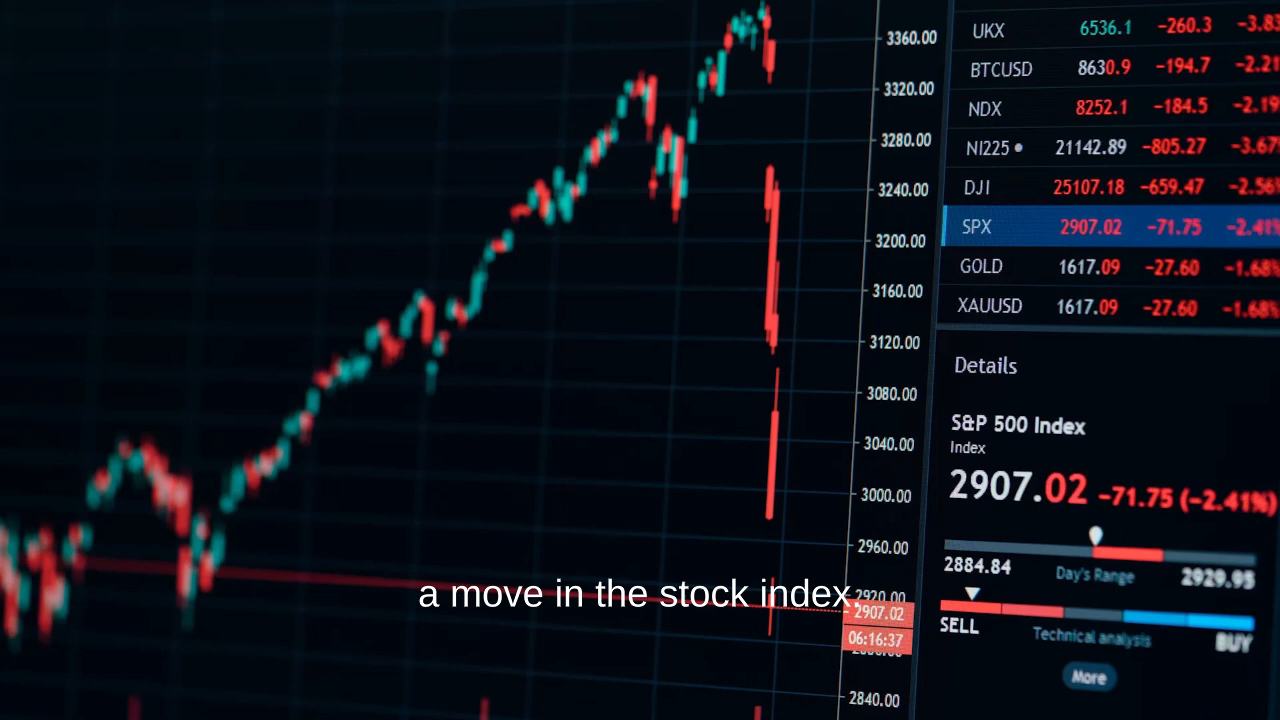 3360.00
3320.00
3280.00
3240.00
3200.00
3160.00
3120.00
3080.00
3040.00
3000.00
2960.00
2920.00
2907.02
06:16:37
2840.00
UKX 6536.1 −260.3
BTCUSD 8630.9 −194.7
NDX 8252.1 −184.5
NI225 21142.89 −805.27
DJI 25107.18 −659.47
SPX 2907.02 −71.75 −2.41%
GOLD 1617.09 −27.60 −1.68%
XAUUSD 1617.09 −27.60 −1.68%
Details
S&P 500 Index
Index
2907.02 −71.75 (−2.41%)
2884.84 Day's Range 2929.95
SELL Technical analysis BUY
More
a move in the stock index.